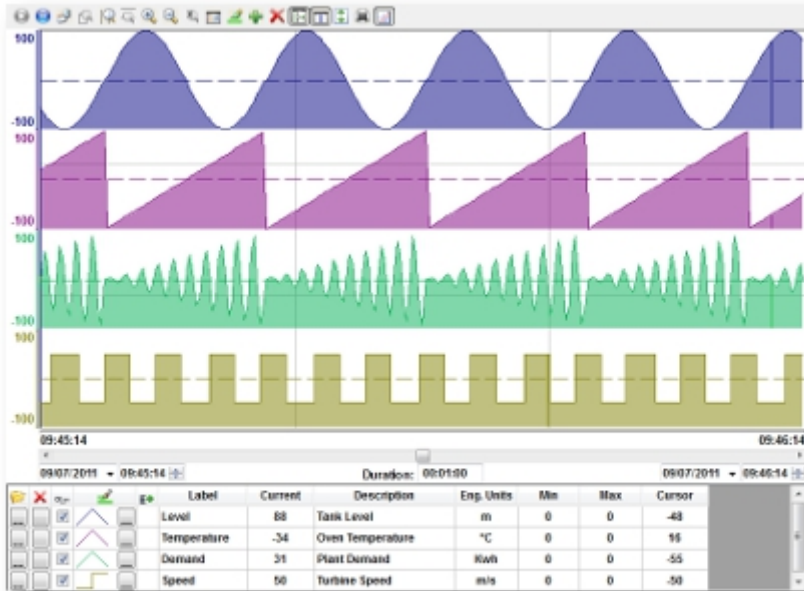 100
-100
100
-100
100
-100
100
-100
09:45:14 09:46:14
09/07/2011 09:45:14 Duration: 00:01:00 09/07/2011 09:46:14
Label Current Description Eng. Units Min Max Cursor
Level 88 Tank Level m 0 0 -48
Temperature -34 Oven Temperature °C 0 0 16
Demand 31 Plant Demand Kwh 0 0 -55
Speed 50 Turbine Speed m/s 0 0 -50